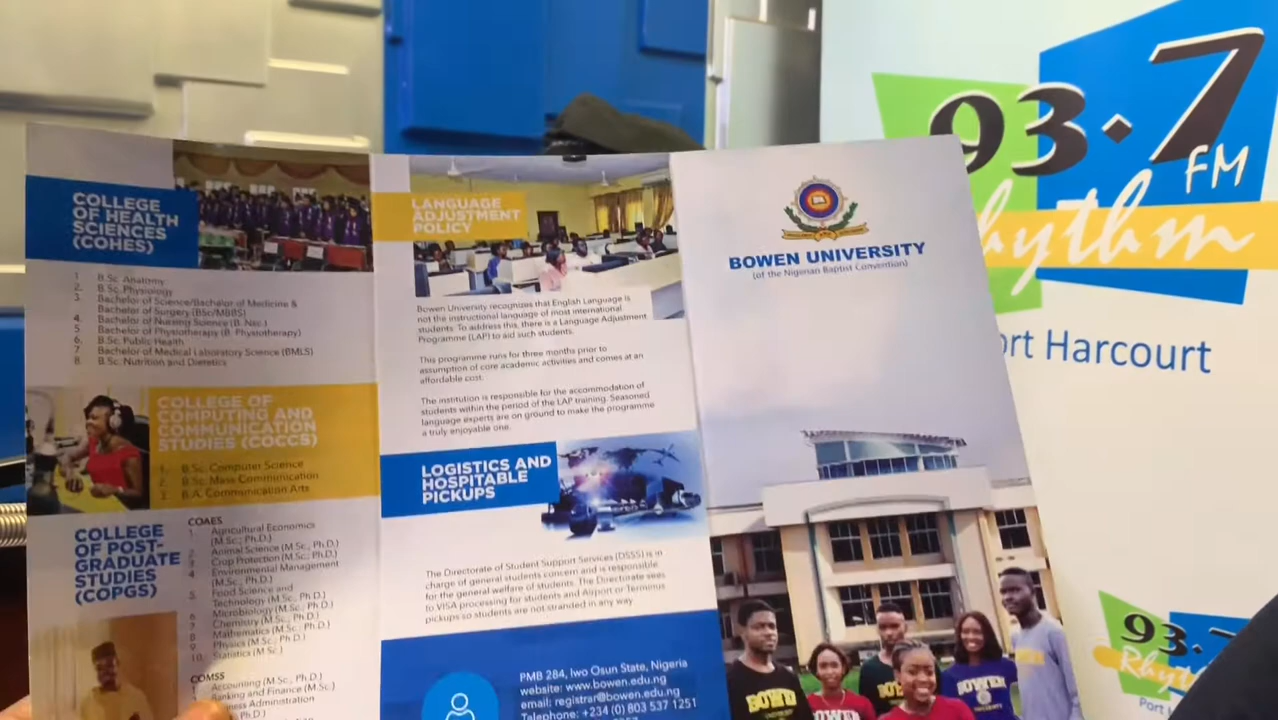 COLLEGE
OF HEALTH
SCIENCES
(COHES)
1. B.Sc. Anatomy
2. B.Sc. Physiology
3. Bachelor of Science/Bachelor of Medicine &
Bachelor of Surgery (BSc/MBBS)
4. Bachelor of Nursing Science (B. Nsc.)
5. Bachelor of Physiotherapy (B. Physiotherapy)
6. B.Sc. Public Health
7 Bachelor of Medical Laboratory Science (BMLS)
8. B.Sc. Nutrition and Dietetics
COLLEGE OF
COMPUTING AND
COMMUNICATION
STUDIES (COCCS)
1. B.Sc. Computer Science
2. B.Sc. Mass Communication
3. B.A. Communication Arts
COLLEGE
OF POST-
GRADUATE
STUDIES
(COPGS)
COAES
1. Agricultural Economics
(M.Sc.; Ph.D.)
2. Animal Science (M.Sc., Ph.D.)
3 Crop Protection (M.Sc., Ph.D.)
4. Environmental Management
(M.Sc., Ph.D.)
5. Food Science and
Technology (M.Sc., Ph.D.)
6 Microbiology (M.Sc., Ph.D.)
7 Chemistry (M.Sc., Ph.D.)
8 Mathematics (M.Sc., Ph.D.)
9 Physics (M.Sc., Ph.D.)
10. Statistics (M.Sc.)
COMSS
Accounting (M.Sc., Ph.D.)
Banking and Finance (M.Sc.)
Business Administration
Ph.D.)
LANGUAGE
ADJUSTMENT
POLICY
Bowen University recognizes that English Language is
not the instructional language of most international
students. To address this, there is a Language Adjustment
Programme (LAP) to aid such students.
This programme runs for three months prior to
assumption of core academic activities and comes at an
affordable cost.
The institution is responsible for the accommodation of
students within the period of the LAP training. Seasoned
language experts are on ground to make the programme
a truly enjoyable one.
LOGISTICS AND
HOSPITABLE
PICKUPS
The Directorate of Student Support Services (DSSS) is in
charge of general students concern and is responsible
for the general welfare of students. The Directorate sees
to VISA processing for students and Airport or Terminus
pickups so students are not stranded in any way.
PMB 284, Iwo Osun State, Nigeria
website: www.bowen.edu.ng
email: registrar@bowen.edu.ng
Telephone: +234 (0) 803 537 1251
BOWEN UNIVERSITY
(of the Nigerian Baptist Convention)
BOWEN
BOWEN
BOWEN
UNIVERSITY
93.7
FM
Rhythm
ort Harcourt
93.7
Rhyt
Port